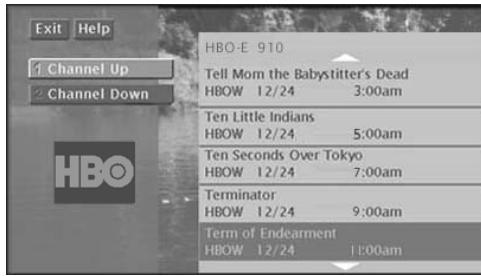 Exit Help
1 Channel Up
2 Channel Down
HBO
HBO-E 910
Tell Mom the Babystitter's Dead
HBOW 12/24 3:00am
Ten Little Indians
HBOW 12/24 5:00am
Ten Seconds Over Tokyo
HBOW 12/24 7:00am
Terminator
HBOW 12/24 9:00am
Term of Endearment
HBOW 12/24 11:00am